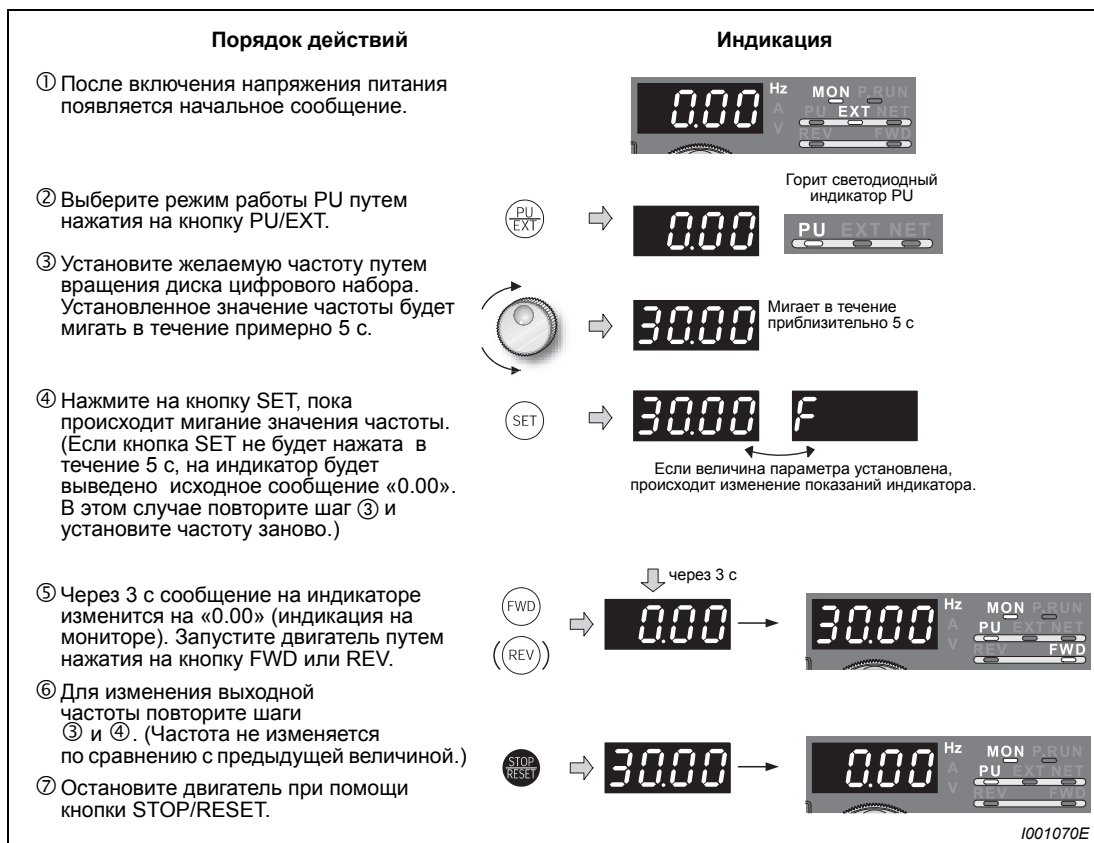 Порядок действий
Индикация
① После включения напряжения питания
появляется начальное сообщение.
0.00 Hz MON P.RUN
A PU EXT NET
V REV FWD
② Выберите режим работы PU путем
нажатия на кнопку PU/EXT.
PU
EXT
0.00
Горит светодиодный
индикатор PU
PU EXT NET
③ Установите желаемую частоту путем
вращения диска цифрового набора.
Установленное значение частоты будет
мигать в течение примерно 5 с.
30.00
Мигает в течение
приблизительно 5 с
④ Нажмите на кнопку SET, пока
происходит мигание значения частоты.
(Если кнопка SET не будет нажата в
течение 5 с, на индикатор будет
выведено исходное сообщение «0.00».
В этом случае повторите шаг ③ и
установите частоту заново.)
SET
30.00 F
Если величина параметра установлена,
происходит изменение показаний индикатора.
⑤ Через 3 с сообщение на индикаторе
изменится на «0.00» (индикация на
мониторе). Запустите двигатель путем
нажатия на кнопку FWD или REV.
FWD
(REV)
через 3 с
0.00
30.00 Hz MON P.RUN
A PU EXT NET
V REV FWD
⑥ Для изменения выходной
частоты повторите шаги
③ и ④. (Частота не изменяется
по сравнению с предыдущей величиной.)
⑦ Остановите двигатель при помощи
кнопки STOP/RESET.
STOP
RESET
30.00
0.00 Hz MON P.RUN
A PU EXT NET
V REV FWD
I001070E